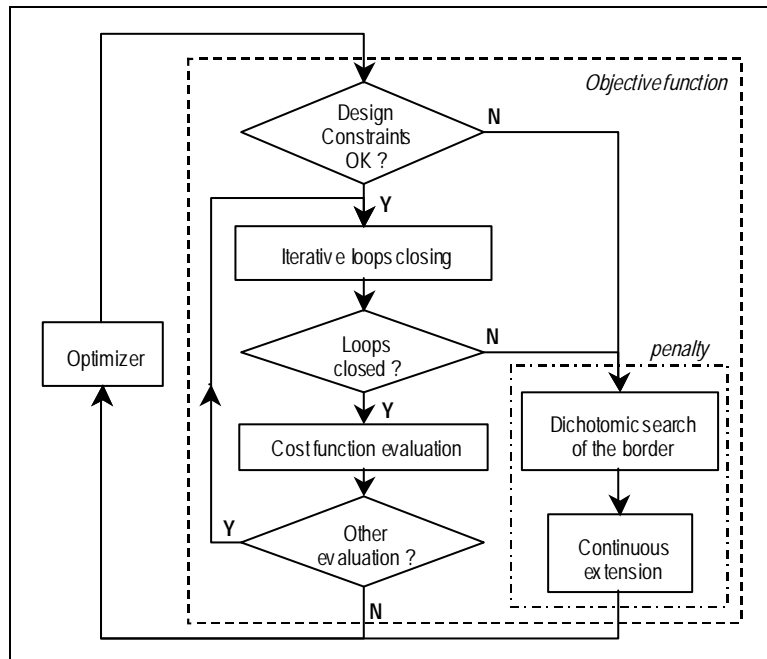 Objective function
Design
Constraints
OK ?
N
Y
Iterative loops closing
Optimizer
Loops
closed ?
N
penalty
Y
Dichotomic search
of the border
Cost function evaluation
Y
Other
evaluation ?
Continuous
extension
N